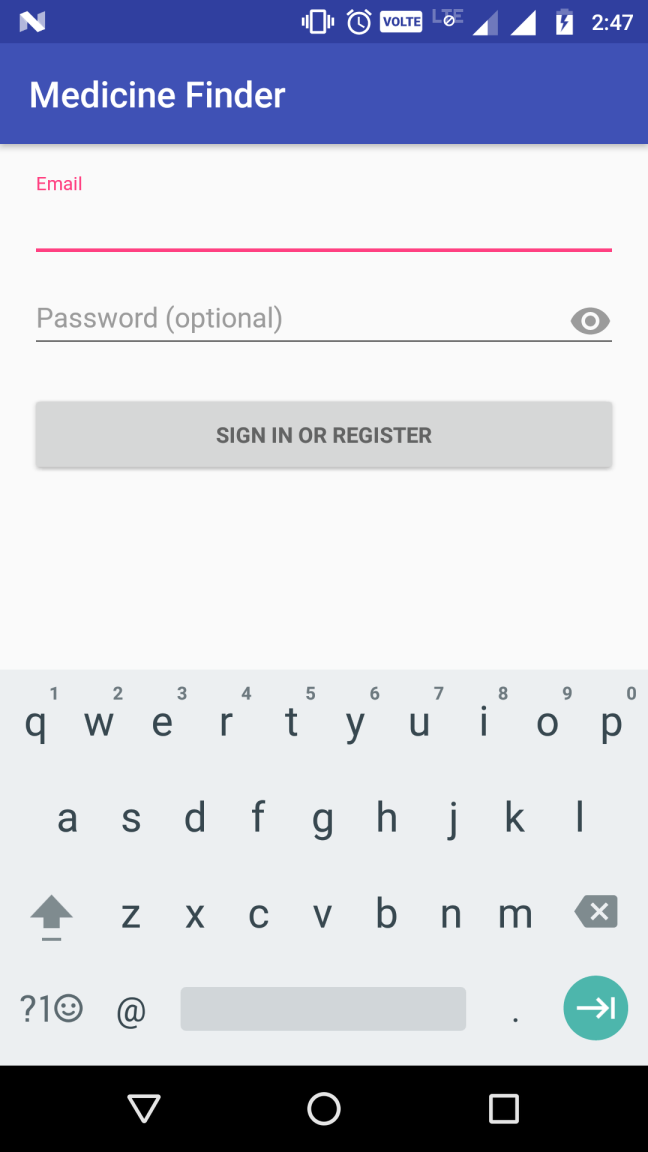 VOLTE LTE 2:47
Medicine Finder
Email
Password (optional)
SIGN IN OR REGISTER
1 2 3 4 5 6 7 8 9 0
q w e r t y u i o p
a s d f g h j k l
z x c v b n m
?1 @ .